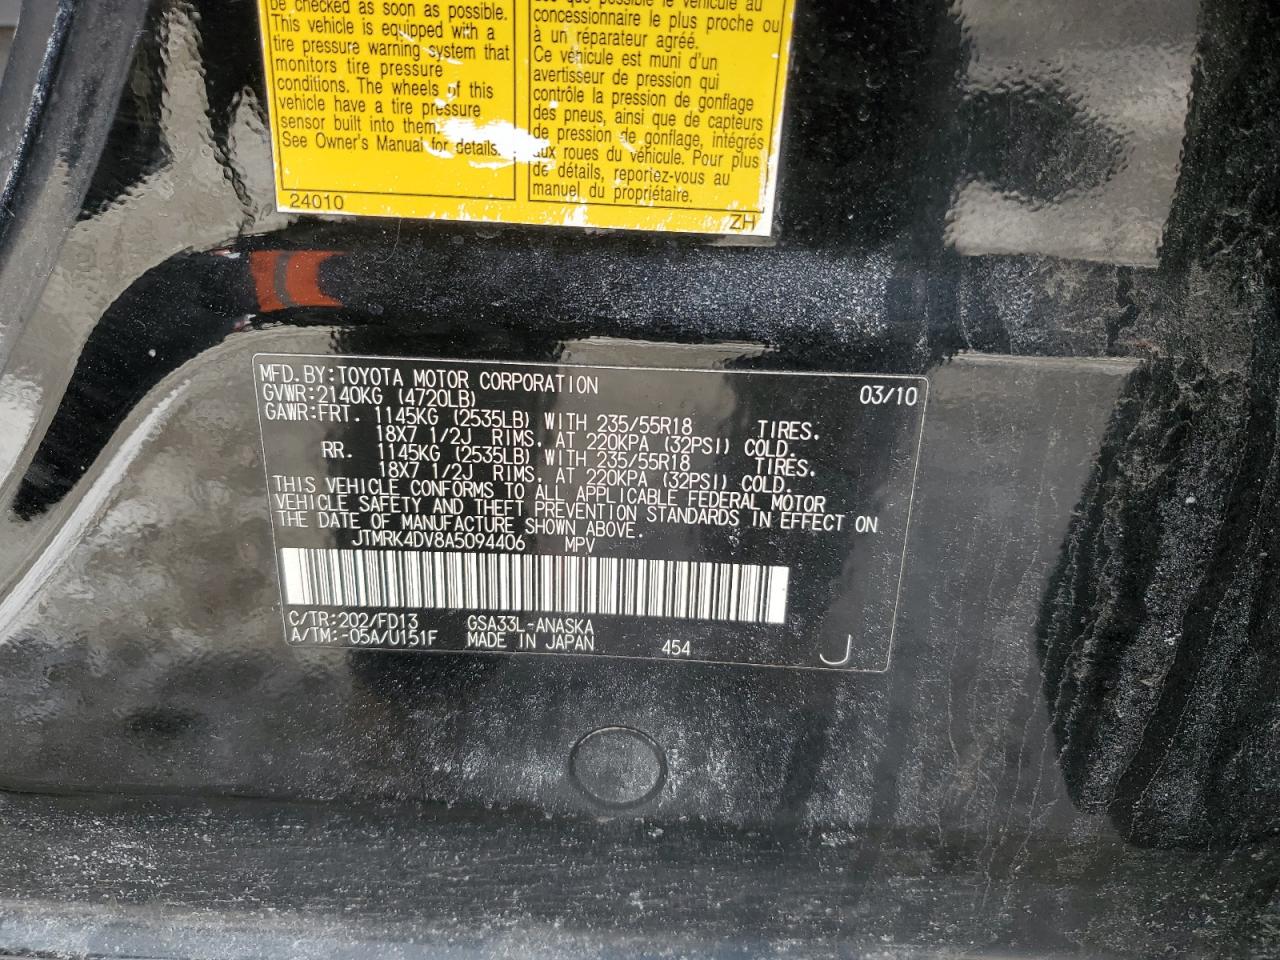 be checked as soon as possible.
This vehicle is equipped with a
tire pressure warning system that
monitors tire pressure
conditions. The wheels of this
vehicle have a tire pressure
sensor built into them.
See Owner's Manual for details.
24010
que possible le véhicule au
concessionnaire le plus proche ou
à un réparateur agréé.
Ce véhicule est muni d'un
avertisseur de pression qui
contrôle la pression de gonflage
des pneus, ainsi que de capteurs
de pression de gonflage, intégrés
aux roues du véhicule. Pour plus
de détails, reportez-vous au
manuel du propriétaire.
ZH
MFD.BY:TOYOTA MOTOR CORPORATION 03/10
GVWR:2140KG (4720LB)
GAWR:FRT. 1145KG (2535LB) WITH 235/55R18 TIRES.
18X7 1/2J RIMS. AT 220KPA (32PSI) COLD.
RR. 1145KG (2535LB) WITH 235/55R18 TIRES.
18X7 1/2J RIMS. AT 220KPA (32PSI) COLD.
THIS VEHICLE CONFORMS TO ALL APPLICABLE FEDERAL MOTOR
VEHICLE SAFETY AND THEFT PREVENTION STANDARDS IN EFFECT ON
THE DATE OF MANUFACTURE SHOWN ABOVE.
JTMRK4DV8A5094406 MPV
C/TR:202/FD13 GSA33L-ANASKA
A/TM:-05A/U151F MADE IN JAPAN 454 J